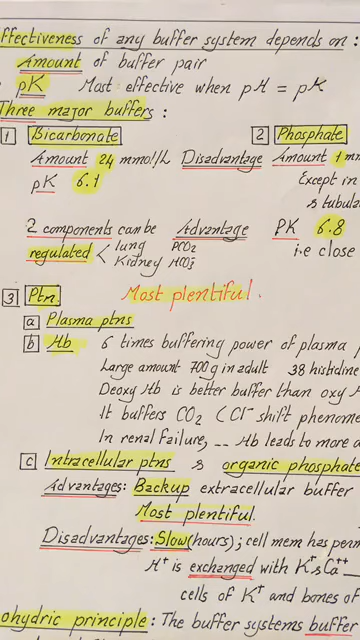 ffectiveness of any buffer system depends on:
Amount of buffer pair
pK Most effective when pH = pK
Three major buffers:
1 Bicarbonate 2 Phosphate
Amount 24 mmol/L Disadvantage Amount 1 mm
pK 6.1 Except in
& tubula
2 components can be Advantage PK 6.8
regulated < lung PCO2 i.e close
Kidney HCO3
3 Ptn. Most plentiful.
a Plasma ptns
b Hb 6 times buffering power of plasma p
Large amount 700 g in adult 38 histidine
Deoxy Hb is better buffer than oxy H
It buffers CO2 (Cl⁻ shift phenome
In renal failure, -- Hb leads to more a
c Intracellular ptns & organic phosphate
Advantages: Backup extracellular buffer
Most plentiful.
Disadvantages: Slow (hours); cell mem has perm
H⁺ is exchanged with K⁺ & Ca⁺⁺
cells of K⁺ and bones of
ohydric principle: The buffer systems buffer